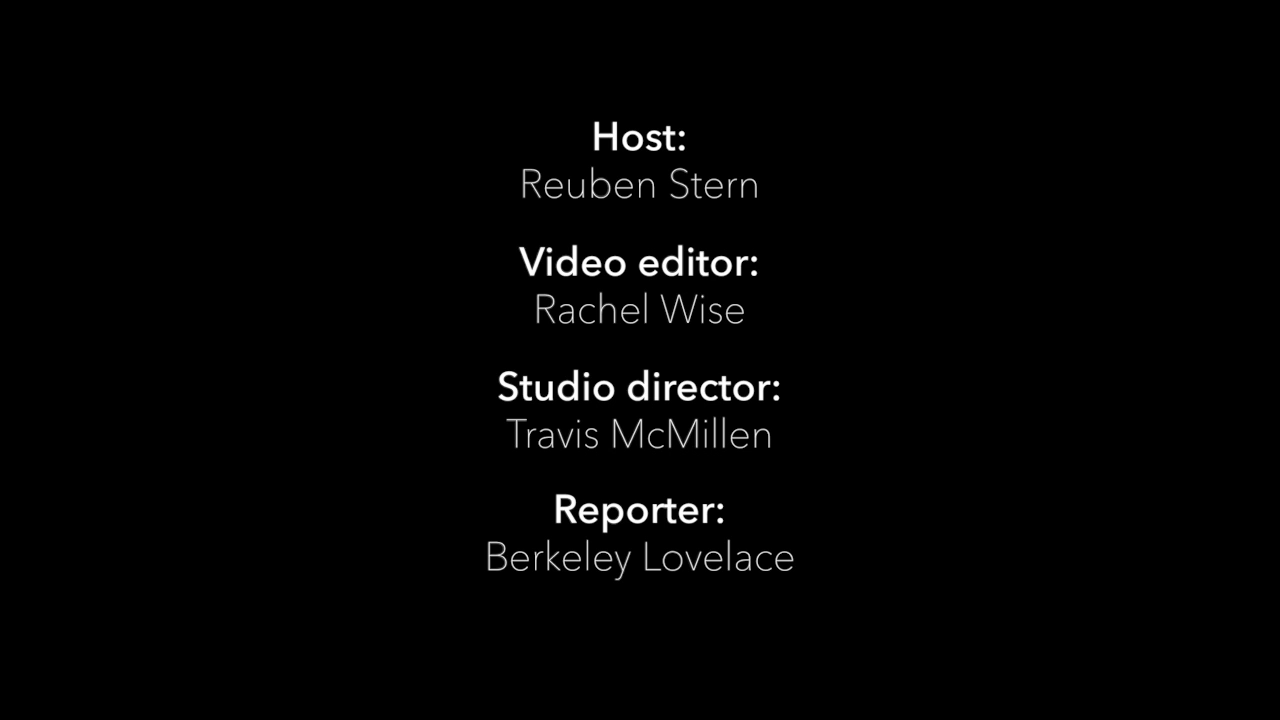 Host:
Reuben Stern
Video editor:
Rachel Wise
Studio director:
Travis McMillen
Reporter:
Berkeley Lovelace